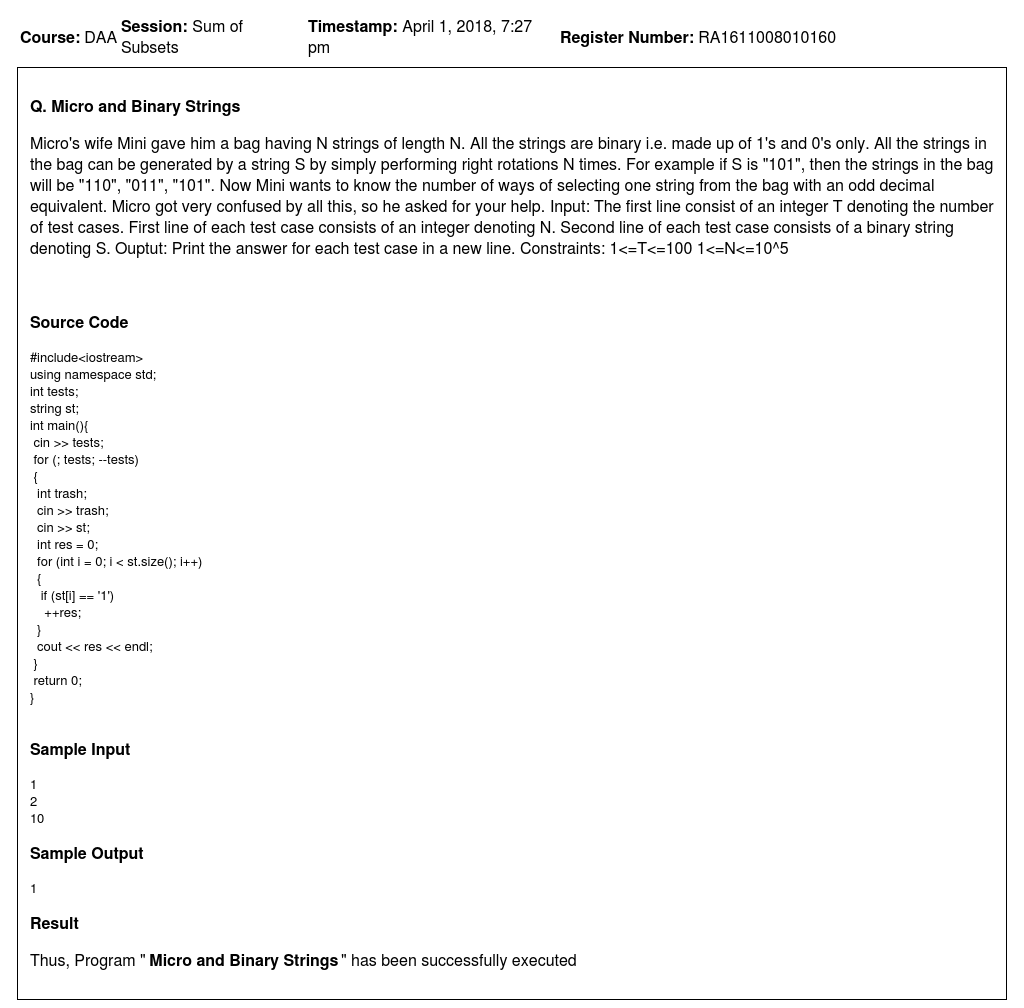 Course: DAA Session: Sum of Subsets Timestamp: April 1, 2018, 7:27 pm Register Number: RA1611008010160
Q. Micro and Binary Strings
Micro's wife Mini gave him a bag having N strings of length N. All the strings are binary i.e. made up of 1's and 0's only. All the strings in
the bag can be generated by a string S by simply performing right rotations N times. For example if S is "101", then the strings in the bag
will be "110", "011", "101". Now Mini wants to know the number of ways of selecting one string from the bag with an odd decimal
equivalent. Micro got very confused by all this, so he asked for your help. Input: The first line consist of an integer T denoting the number
of test cases. First line of each test case consists of an integer denoting N. Second line of each test case consists of a binary string
denoting S. Ouptut: Print the answer for each test case in a new line. Constraints: 1<=T<=100 1<=N<=10^5
Source Code
#include<iostream>
using namespace std;
int tests;
string st;
int main(){
cin >> tests;
for (; tests; --tests)
{
int trash;
cin >> trash;
cin >> st;
int res = 0;
for (int i = 0; i < st.size(); i++)
{
if (st[i] == '1')
++res;
}
cout << res << endl;
}
return 0;
}
Sample Input
1
2
10
Sample Output
1
Result
Thus, Program " Micro and Binary Strings " has been successfully executed